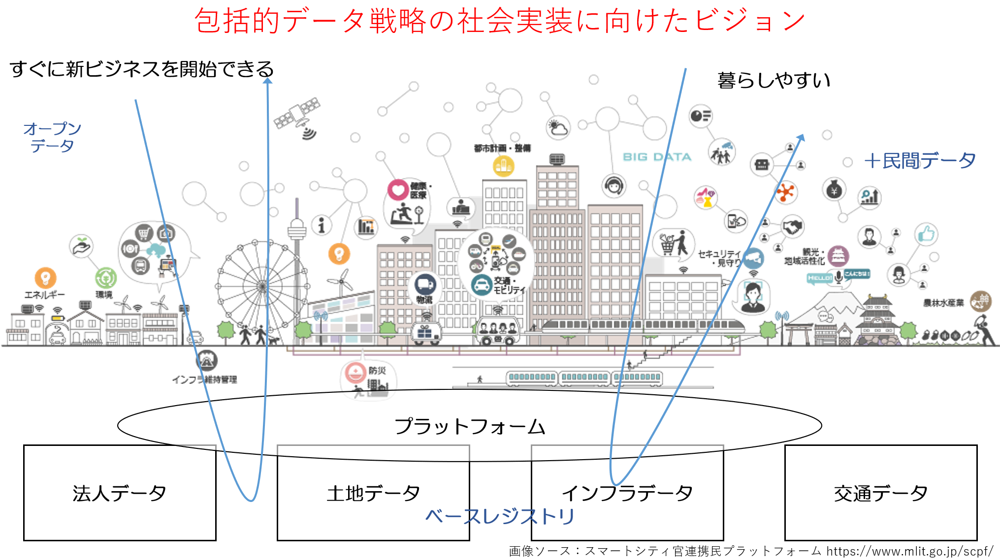 包括的データ戦略の社会実装に向けたビジョン
すぐに新ビジネスを開始できる
暮らしやすい
オープン
データ
都市計画・整備
BIG DATA
＋民間データ
健康・
医療
セキュリティ
・見守り
観光・
地域活性化
HELLO!
こんにちは!
エネルギー
環境
物流
交通・
モビリティ
農林水産業
インフラ維持管理
防災
プラットフォーム
法人データ
土地データ
インフラデータ
交通データ
ベースレジストリ
画像ソース：スマートシティ官連携民プラットフォーム https://www.mlit.go.jp/scpf/